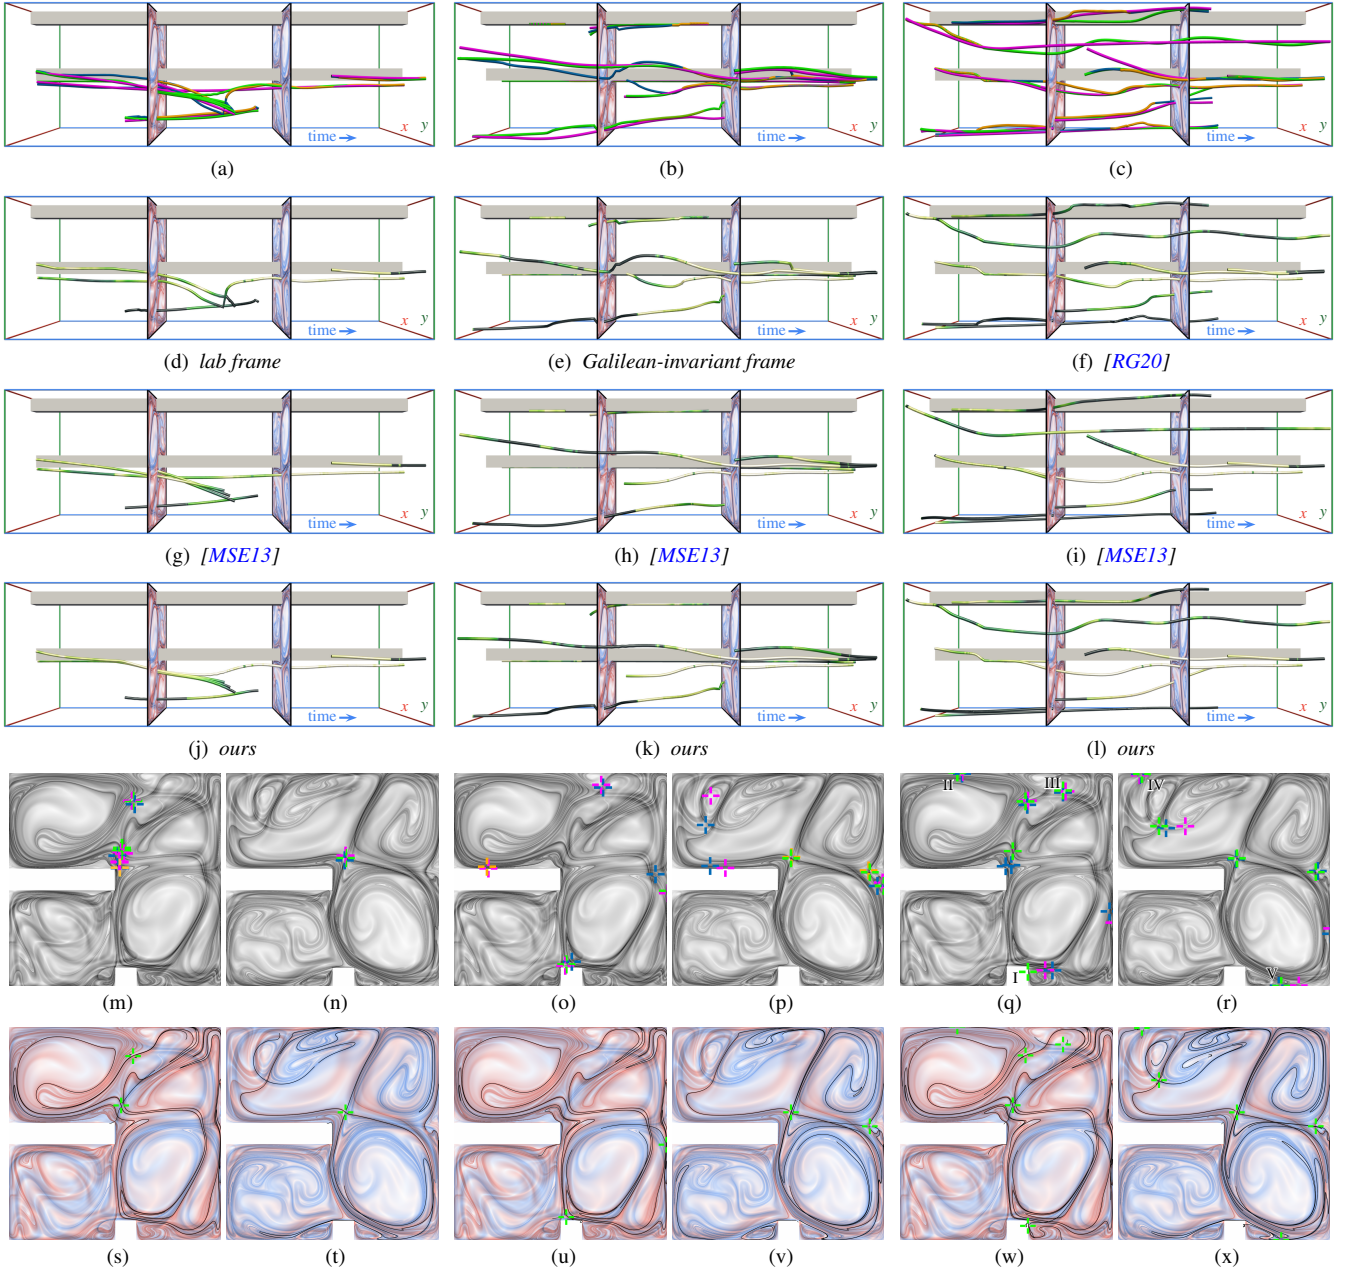 time x y
time x y
time x y
(a)
(b)
(c)
time x y
time x y
time x y
(d) lab frame
(e) Galilean-invariant frame
(f) [RG20]
time x y
time x y
time x y
(g) [MSE13]
(h) [MSE13]
(i) [MSE13]
time x y
time x y
time x y
(j) ours
(k) ours
(l) ours
II
III
IV
I
V
(m)
(n)
(o)
(p)
(q)
(r)
(s)
(t)
(u)
(v)
(w)
(x)